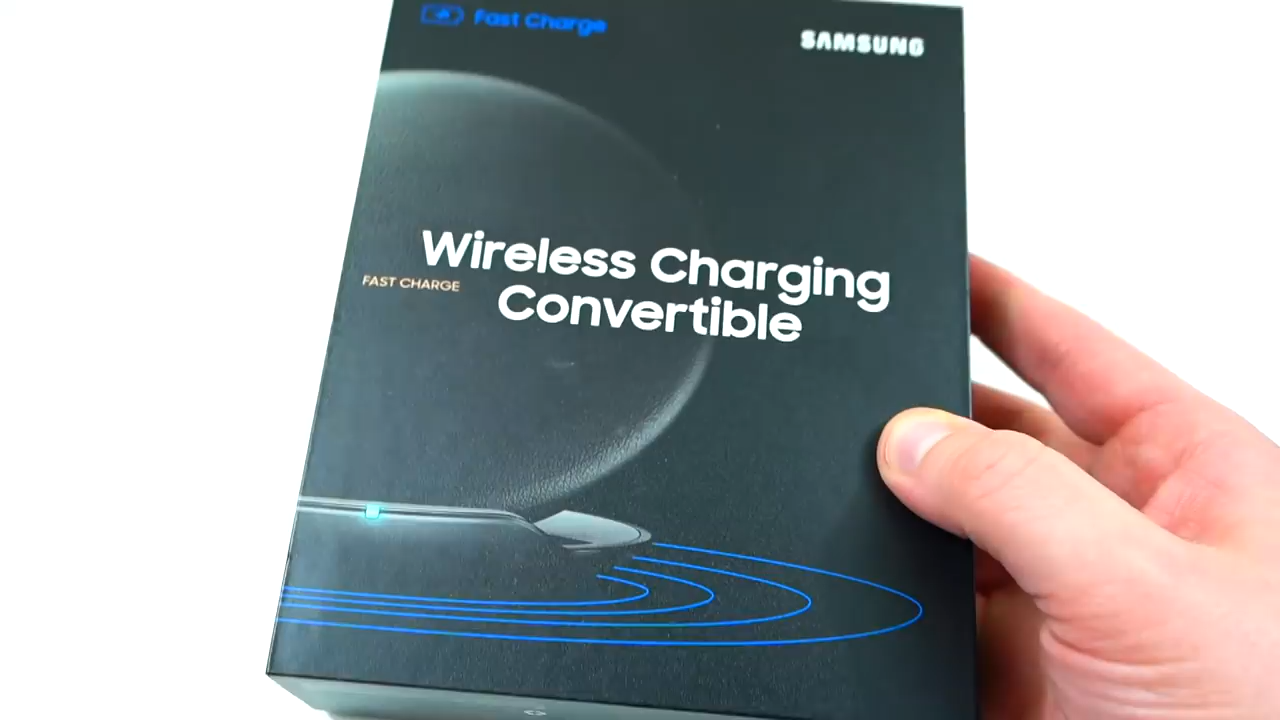 Fast Charge
SAMSUNG
Wireless Charging
FAST CHARGE
Convertible